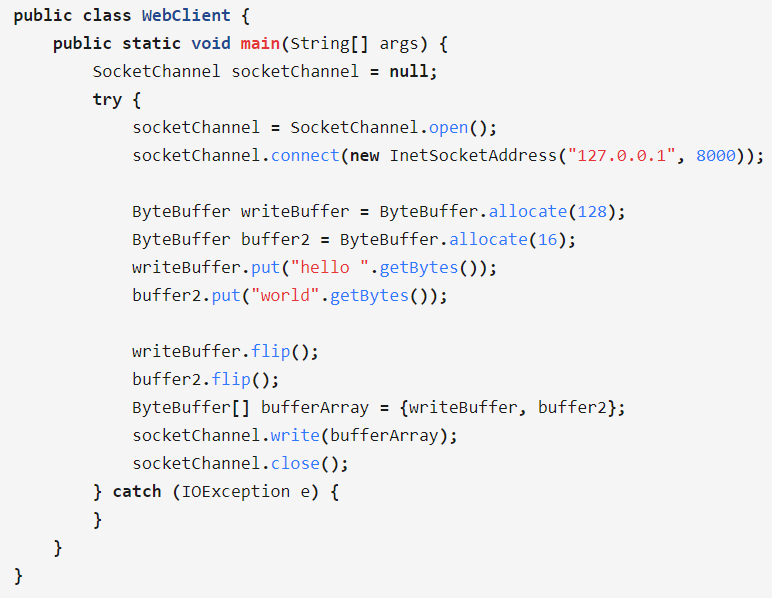 public class WebClient {
    public static void main(String[] args) {
        SocketChannel socketChannel = null;
        try {
            socketChannel = SocketChannel.open();
            socketChannel.connect(new InetSocketAddress("127.0.0.1", 8000));

            ByteBuffer writeBuffer = ByteBuffer.allocate(128);
            ByteBuffer buffer2 = ByteBuffer.allocate(16);
            writeBuffer.put("hello ".getBytes());
            buffer2.put("world".getBytes());

            writeBuffer.flip();
            buffer2.flip();
            ByteBuffer[] bufferArray = {writeBuffer, buffer2};
            socketChannel.write(bufferArray);
            socketChannel.close();
        } catch (IOException e) {
        }
    }
}